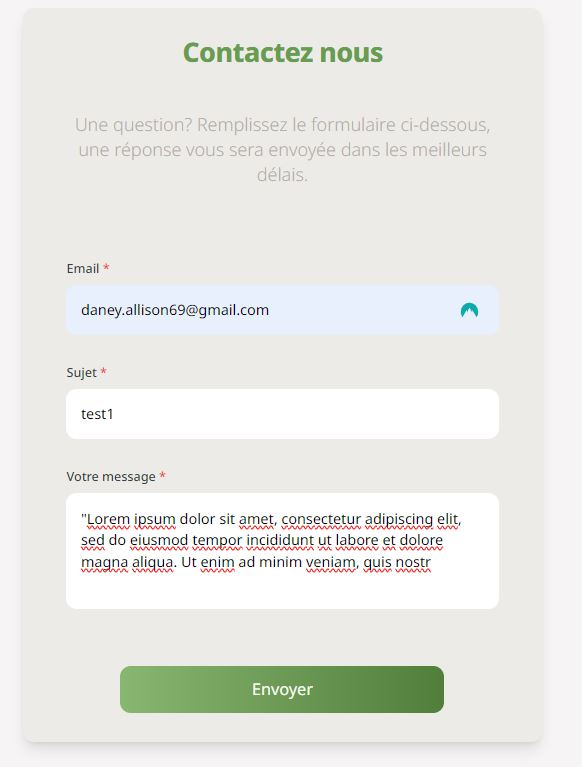 Contactez nous
Une question? Remplissez le formulaire ci-dessous,
une réponse vous sera envoyée dans les meilleurs
délais.
Email *
daney.allison69@gmail.com
Sujet *
test1
Votre message *
"Lorem ipsum dolor sit amet, consectetur adipiscing elit,
sed do eiusmod tempor incididunt ut labore et dolore
magna aliqua. Ut enim ad minim veniam, quis nostr
Envoyer